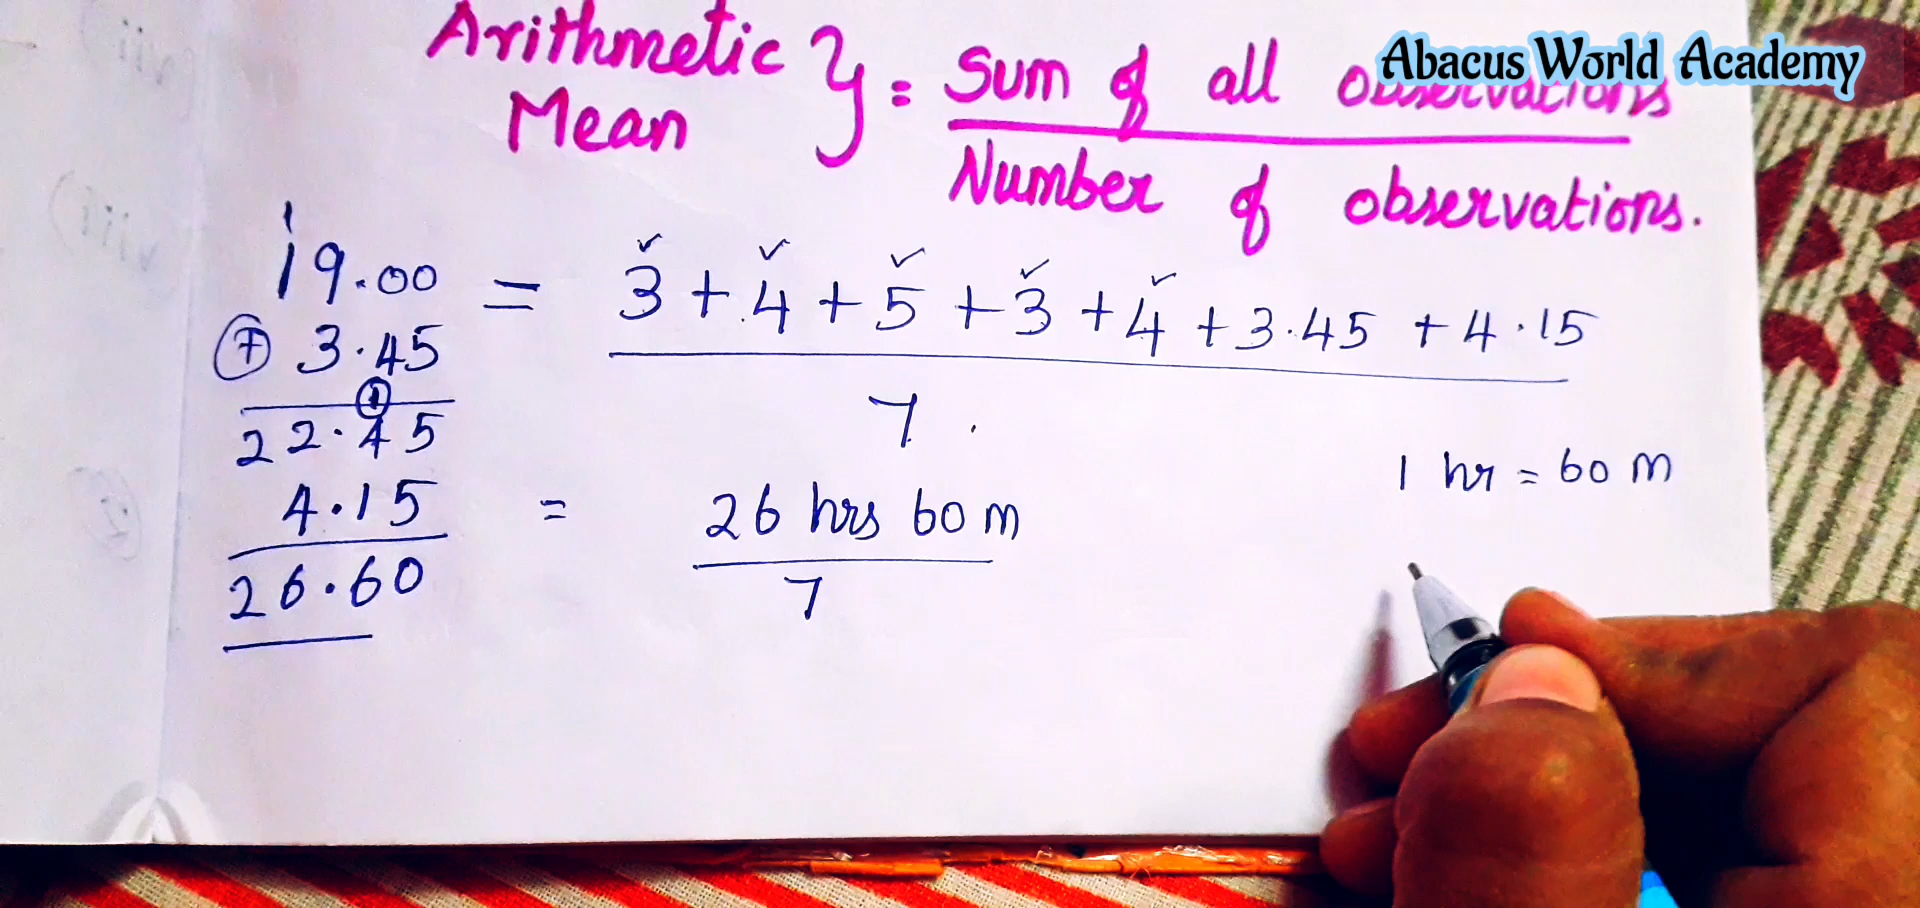 Abacus World Academy
Arithmetic
Mean } = Sum of all observations
Number of observations.
= 3 + 4 + 5 + 3 + 4 + 3.45 + 4.15
7.
= 26 hrs 60 m
7
1 hr = 60 m
1
19.00
+ 3.45
1
22.45
4.15
26.60